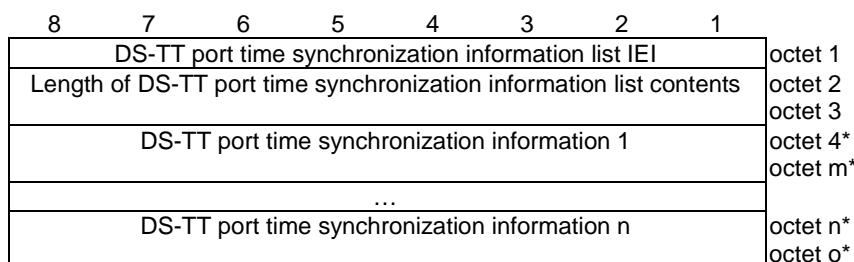 8 7 6 5 4 3 2 1
DS-TT port time synchronization information list IEI octet 1
Length of DS-TT port time synchronization information list contents octet 2
octet 3
DS-TT port time synchronization information 1 octet 4*
octet m*
…
DS-TT port time synchronization information n octet n*
octet o*